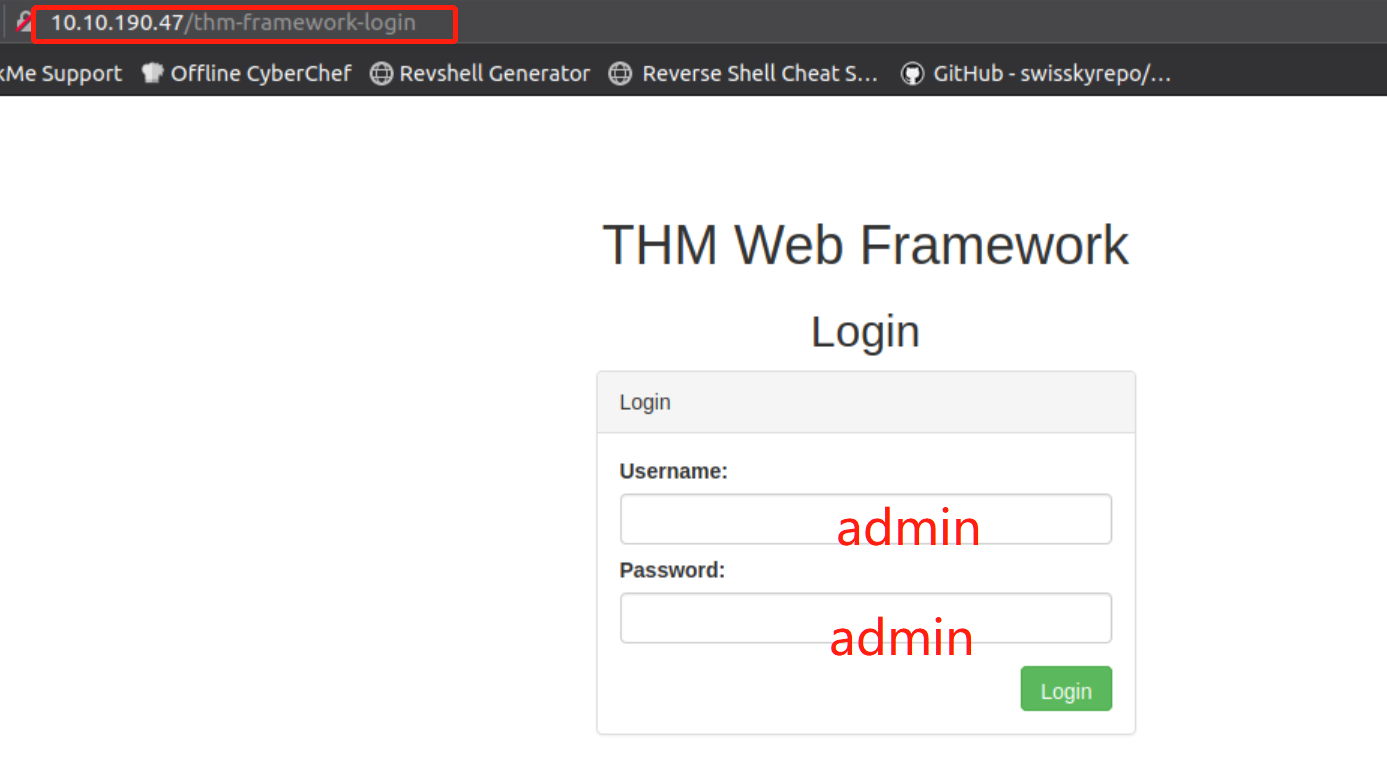 10.10.190.47/thm-framework-login
kMe Support Offline CyberChef Revshell Generator Reverse Shell Cheat S... GitHub - swisskyrepo/...
THM Web Framework
Login
Login
Username:
admin
Password:
admin
Login